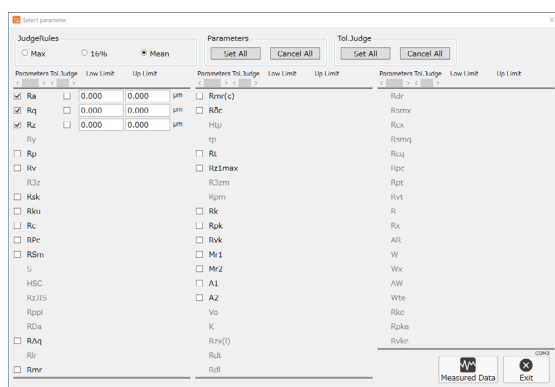 Select parameter
JudgeRules
Max
16%
Mean
Parameters
Set All
Cancel All
Tol.Judge
Set All
Cancel All
Parameters Tol.Judge Low Limit Up Limit
Ra 0.000 0.000 µm
Rq 0.000 0.000 µm
Rz 0.000 0.000 µm
Ry
Rp
Rv
R3z
Rsk
Rku
Rc
RPc
RSm
S
HSC
RzJIS
Rppi
RDa
RΔq
Rlr
Rmr
Parameters Tol.Judge Low Limit Up Limit
Rmr(c)
Rδc
Htp
tp
Rt
Rz1max
R3zm
Rpm
Rk
Rpk
Rvk
Mr1
Mr2
A1
A2
Vo
K
Rzx(l)
Rdt
Rdl
Parameters Tol.Judge Low Limit Up Limit
Rdr
Rsmx
Rcx
Rsmq
Rcq
Rpc
Rpt
Rvt
R
Rx
AR
W
Wx
AW
Wte
Rke
Rpke
Rvke
COM3
Measured Data
Exit